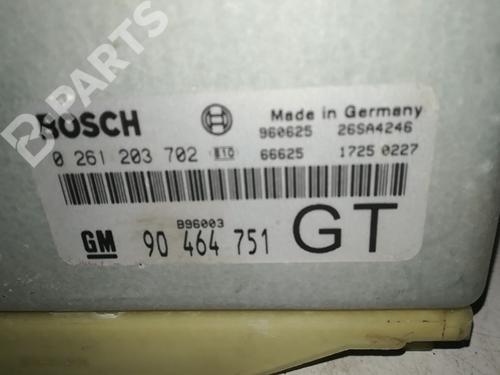 B-PARTS
BOSCH
Made in Germany
960625 26SA4246
0 261 203 702 E10 66625 1725 0227
B96003
GM 90 464 751 GT